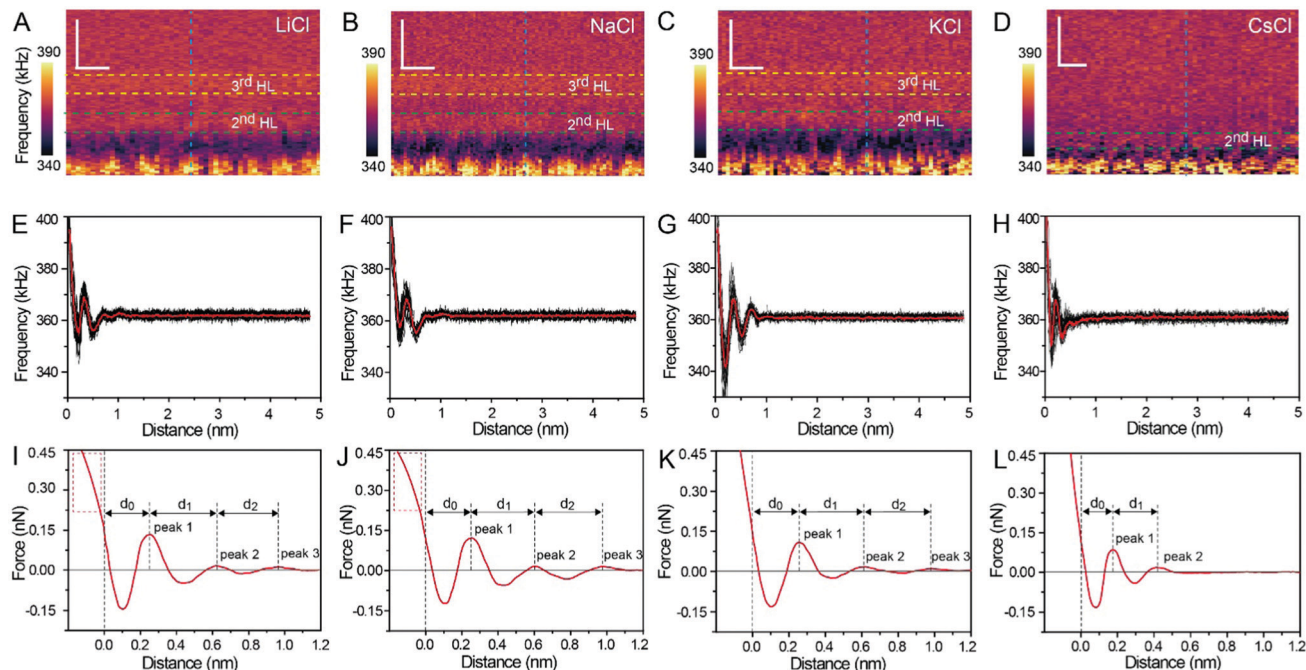 A LiCl
Frequency (kHz)
390
340
3rd HL
2nd HL
B NaCl
390
340
3rd HL
2nd HL
C KCl
390
340
3rd HL
2nd HL
D CsCl
390
340
2nd HL
E
Frequency (kHz)
400
380
360
340
0 1 2 3 4 5
Distance (nm)
F
Frequency (kHz)
400
380
360
340
0 1 2 3 4 5
Distance (nm)
G
Frequency (kHz)
400
380
360
340
0 1 2 3 4 5
Distance (nm)
H
Frequency (kHz)
400
380
360
340
0 1 2 3 4 5
Distance (nm)
I
Force (nN)
0.45
0.30
0.15
0.00
-0.15
d0 d1 d2
peak 1
peak 2
peak 3
0.0 0.2 0.4 0.6 0.8 1.0 1.2
Distance (nm)
J
Force (nN)
0.45
0.30
0.15
0.00
-0.15
d0 d1 d2
peak 1
peak 2
peak 3
0.0 0.2 0.4 0.6 0.8 1.0 1.2
Distance (nm)
K
Force (nN)
0.45
0.30
0.15
0.00
-0.15
d0 d1 d2
peak 1
peak 2
peak 3
0.0 0.2 0.4 0.6 0.8 1.0 1.2
Distance (nm)
L
Force (nN)
0.45
0.30
0.15
0.00
-0.15
d0 d1
peak 1
peak 2
0.0 0.2 0.4 0.6 0.8 1.0 1.2
Distance (nm)